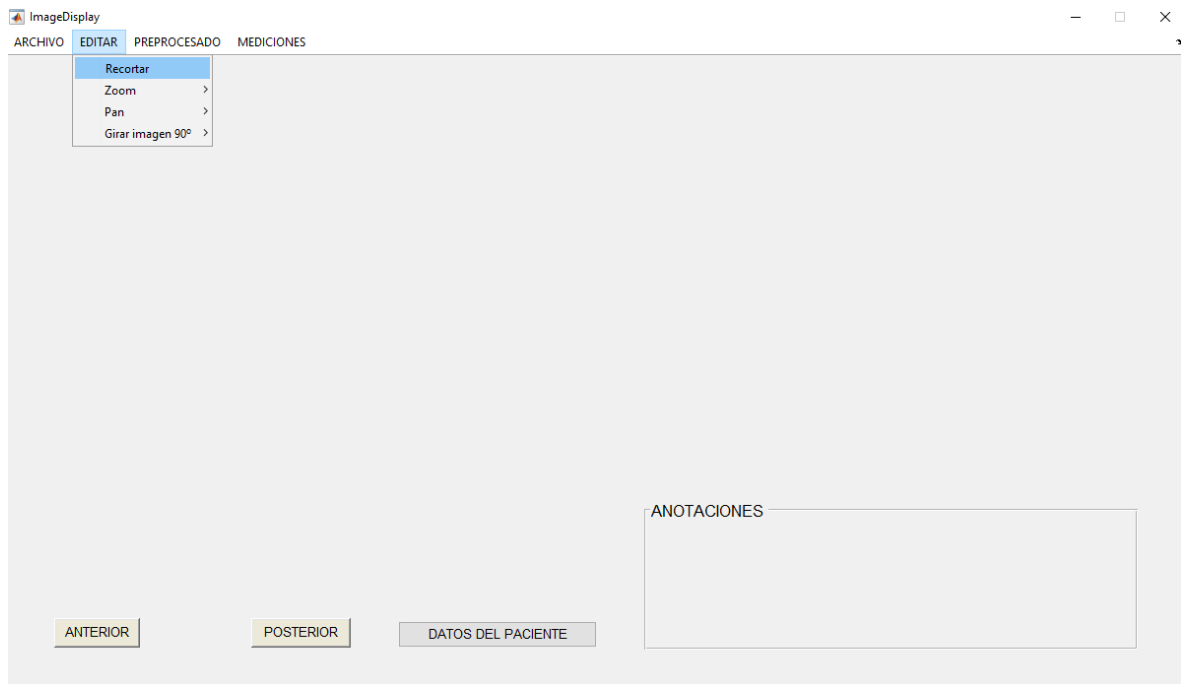 ImageDisplay
ARCHIVO EDITAR PREPROCESADO MEDICIONES
Recortar
Zoom
Pan
Girar imagen 90º
ANOTACIONES
ANTERIOR POSTERIOR DATOS DEL PACIENTE